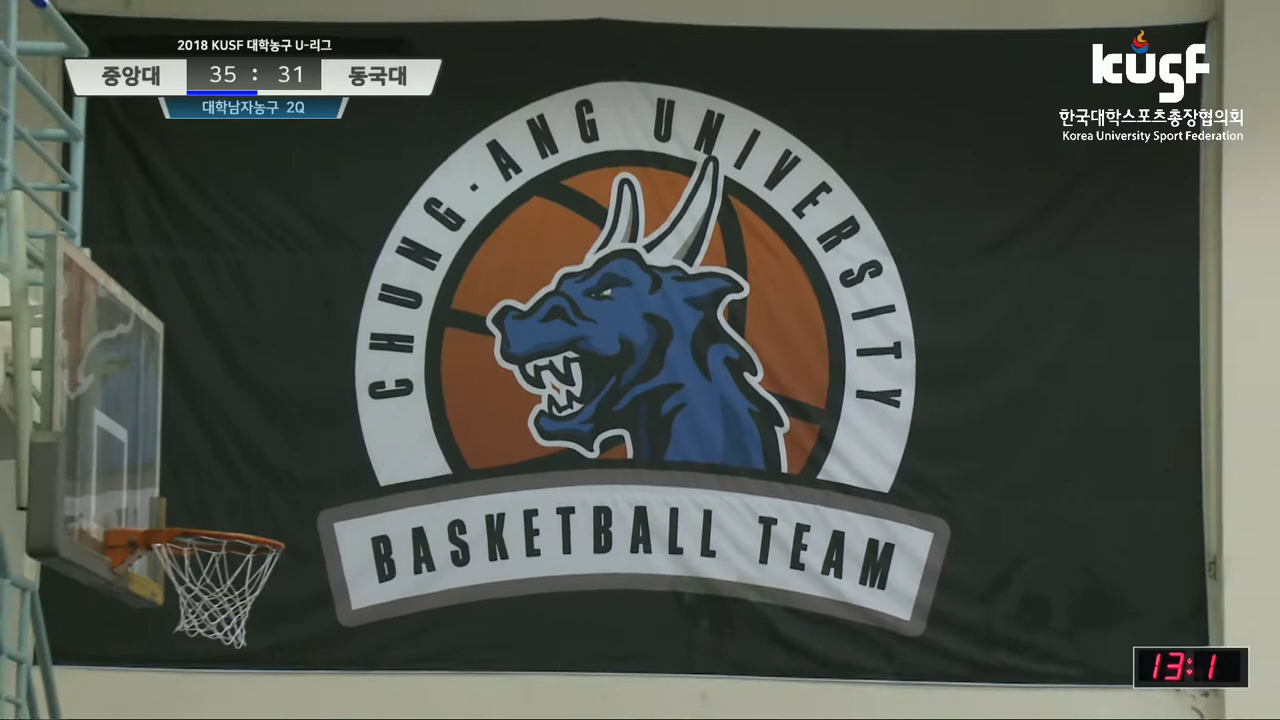 2018 KUSF 대학농구 U-리그
중앙대 35 : 31 동국대
대학남자농구 2Q
kusf
한국대학스포츠총장협의회
Korea University Sport Federation
CHUNG·ANG UNIVERSITY
BASKETBALL TEAM
13:1